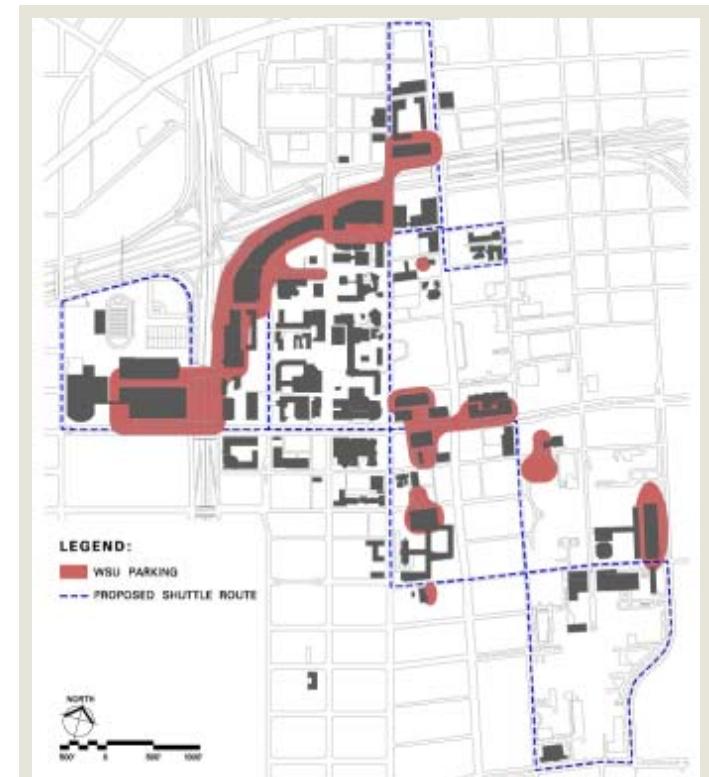 LEGEND:
WSU PARKING
PROPOSED SHUTTLE ROUTE
NORTH
500' 0 500' 1000'